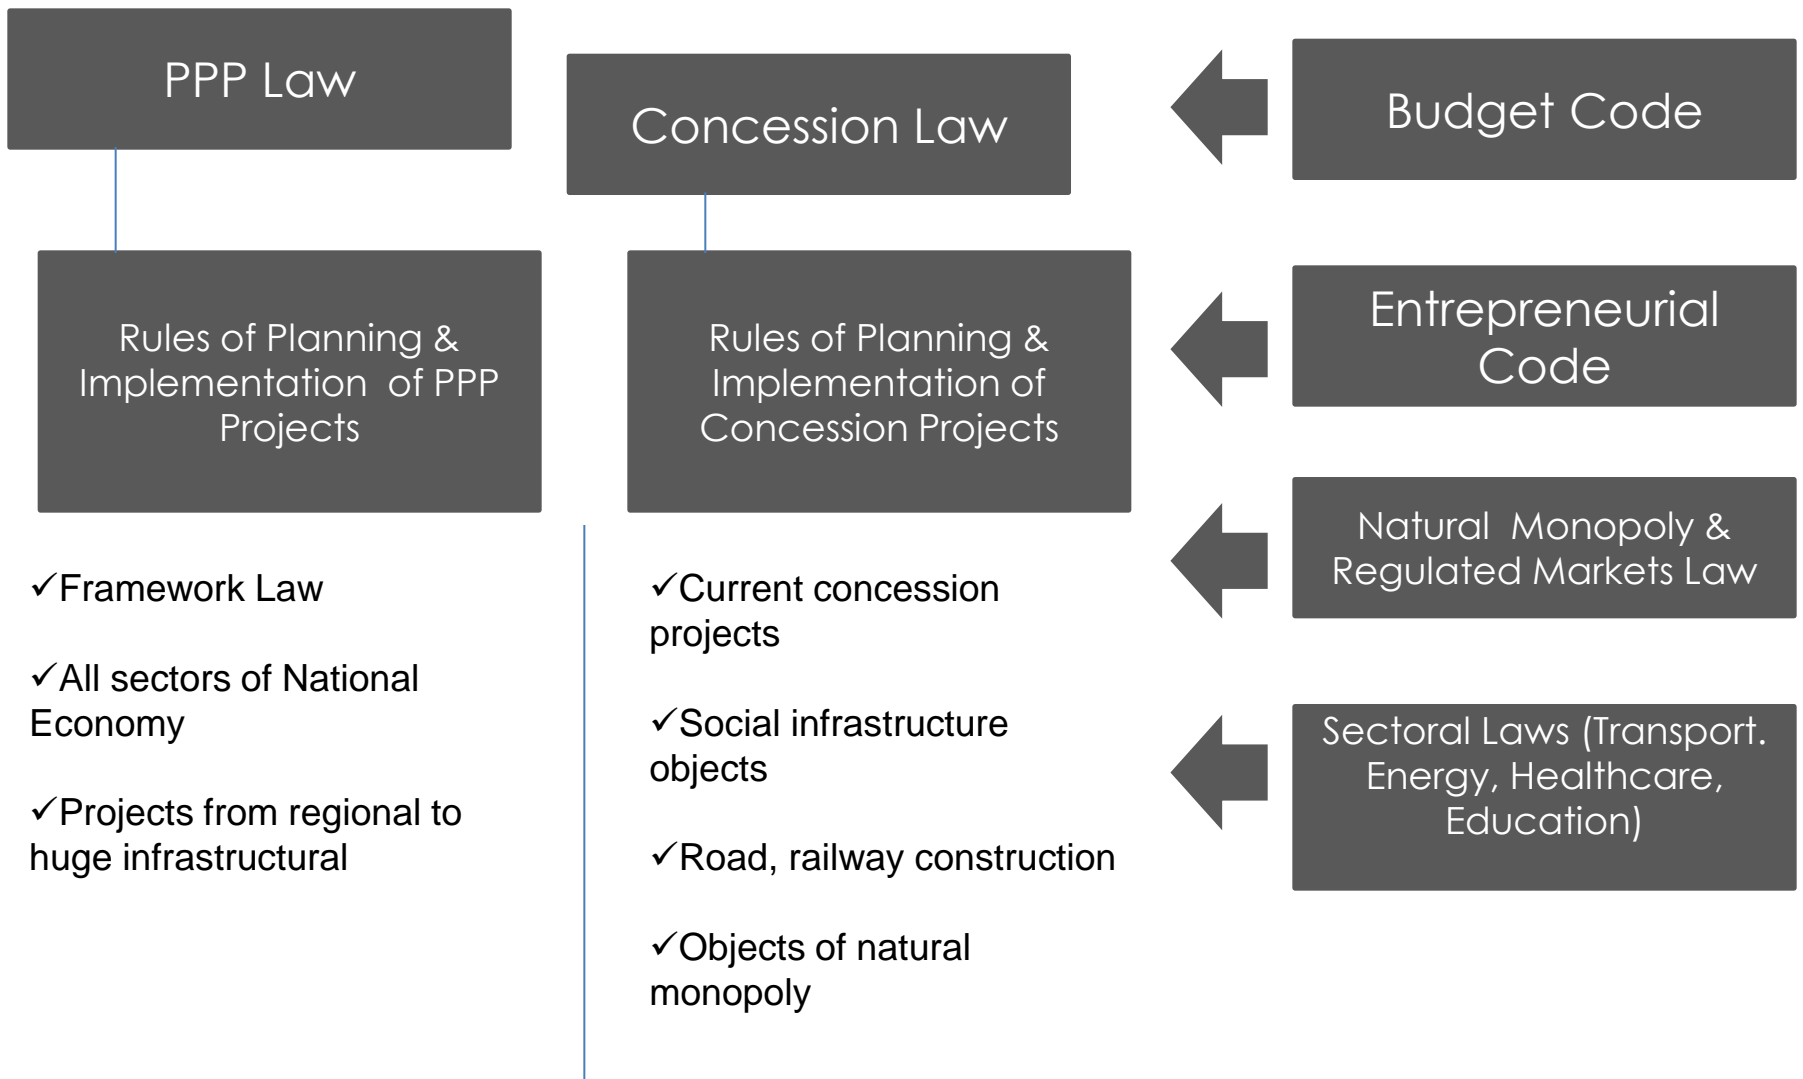 PPP Law
Rules of Planning &
Implementation  of PPP
Projects
✓Framework Law
✓All sectors of National
Economy
✓Projects from regional to
huge infrastructural
Concession Law
Rules of Planning &
Implementation of
Concession Projects
✓Current concession
projects
✓Social infrastructure
objects
✓Road, railway construction
✓Objects of natural
monopoly
Budget Code
Entrepreneurial
Code
Natural  Monopoly &
Regulated Markets Law
Sectoral Laws (Transport.
Energy, Healthcare,
Education)